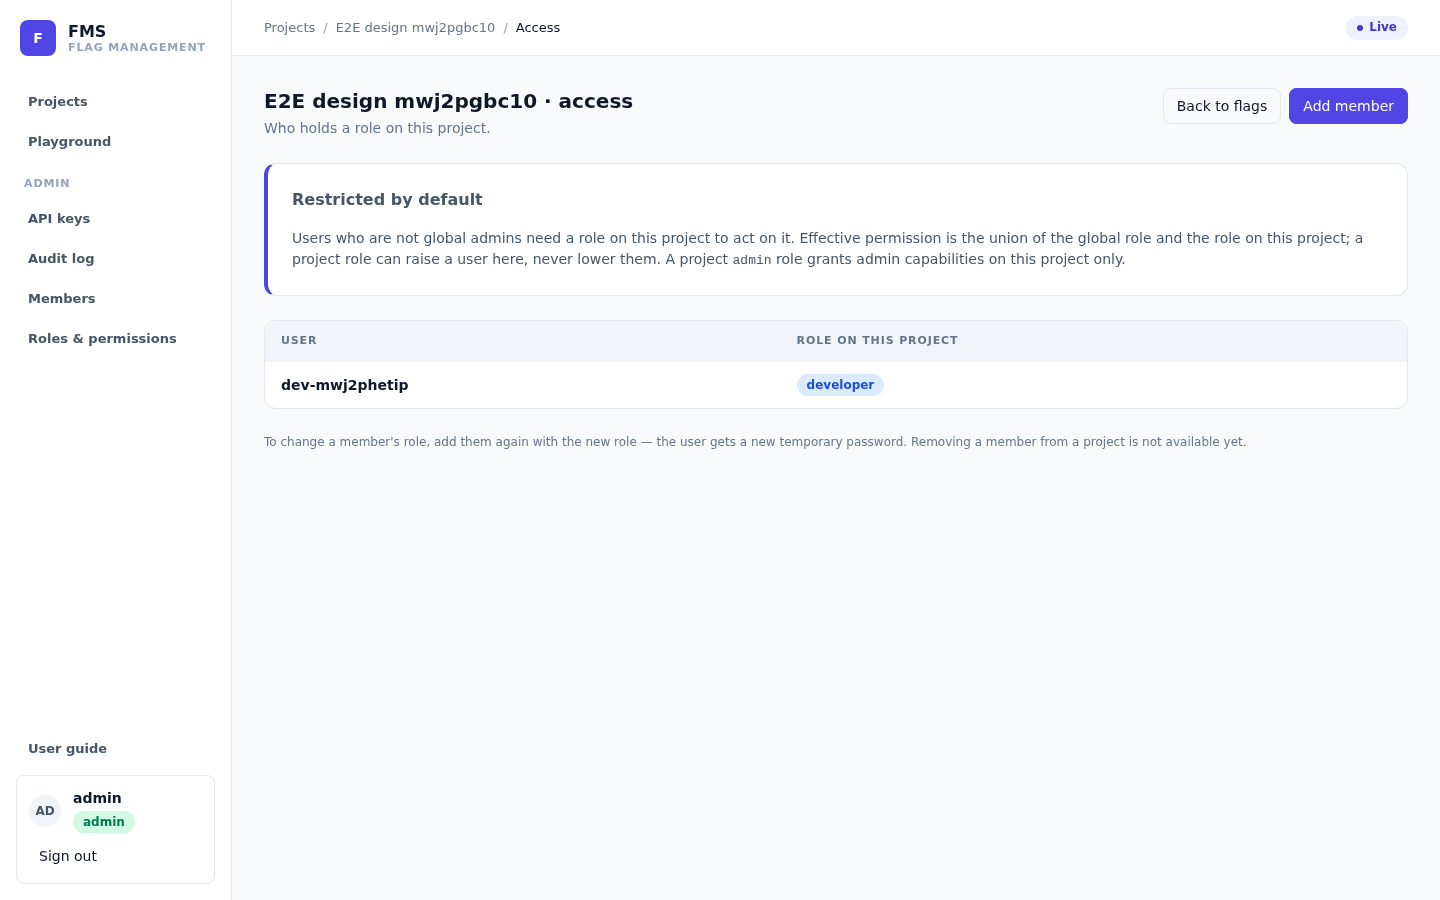 F
FMS
FLAG MANAGEMENT
Projects
Playground
ADMIN
API keys
Audit log
Members
Roles & permissions
User guide
AD
admin
admin
Sign out
Projects / E2E design mwj2pgbc10 / Access
Live
E2E design mwj2pgbc10 · access
Who holds a role on this project.
Back to flags
Add member
Restricted by default
Users who are not global admins need a role on this project to act on it. Effective permission is the union of the global role and the role on this project; a
project role can raise a user here, never lower them. A project admin role grants admin capabilities on this project only.
USER ROLE ON THIS PROJECT
dev-mwj2phetip developer
To change a member's role, add them again with the new role — the user gets a new temporary password. Removing a member from a project is not available yet.